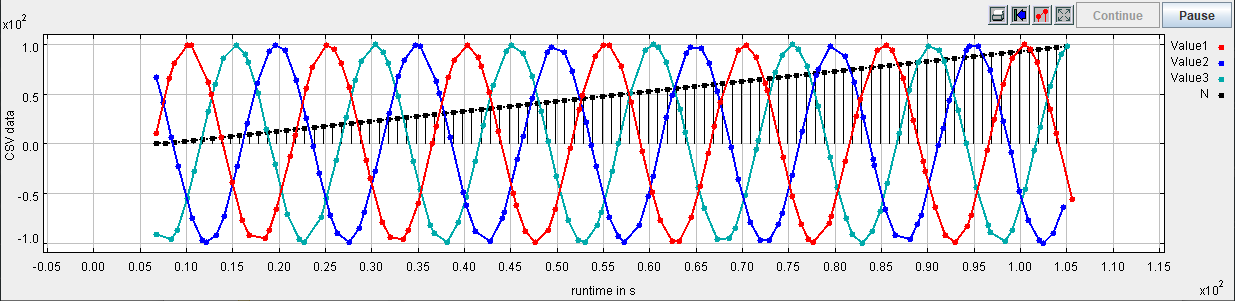 Continue Pause
x10²
1.0
0.5
0.0
-0.5
-1.0
CSV data
Value1
Value2
Value3
N
-0.05 0.00 0.05 0.10 0.15 0.20 0.25 0.30 0.35 0.40 0.45 0.50 0.55 0.60 0.65 0.70 0.75 0.80 0.85 0.90 0.95 1.00 1.05 1.10 1.15
runtime in s
x10²